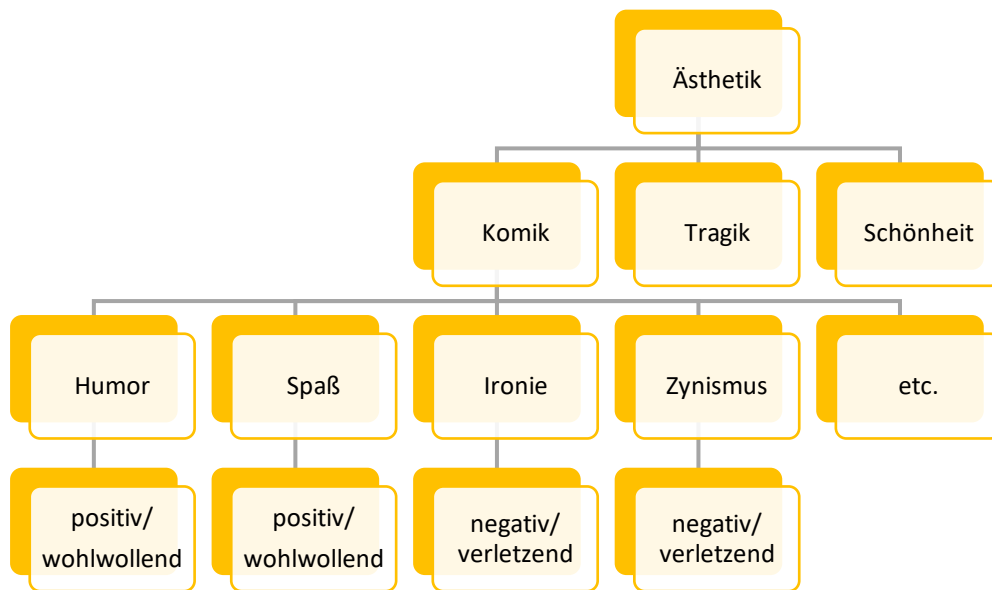 Ästhetik
Komik
Tragik
Schönheit
Humor
Spaß
Ironie
Zynismus
etc.
positiv/
wohlwollend
positiv/
wohlwollend
negativ/
verletzend
negativ/
verletzend